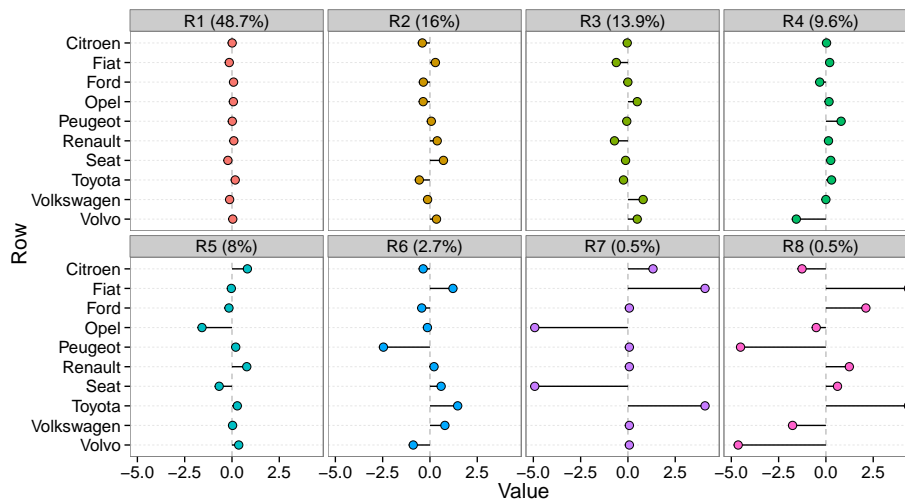 R1 (48.7%) R2 (16%) R3 (13.9%) R4 (9.6%)
Citroen
Fiat
Ford
Opel
Peugeot
Renault
Seat
Toyota
Volkswagen
Volvo
Row
R5 (8%) R6 (2.7%) R7 (0.5%) R8 (0.5%)
Citroen
Fiat
Ford
Opel
Peugeot
Renault
Seat
Toyota
Volkswagen
Volvo
−5.0 −2.5 0.0 2.5 −5.0 −2.5 0.0 2.5 −5.0 −2.5 0.0 2.5 −5.0 −2.5 0.0 2.5
Value